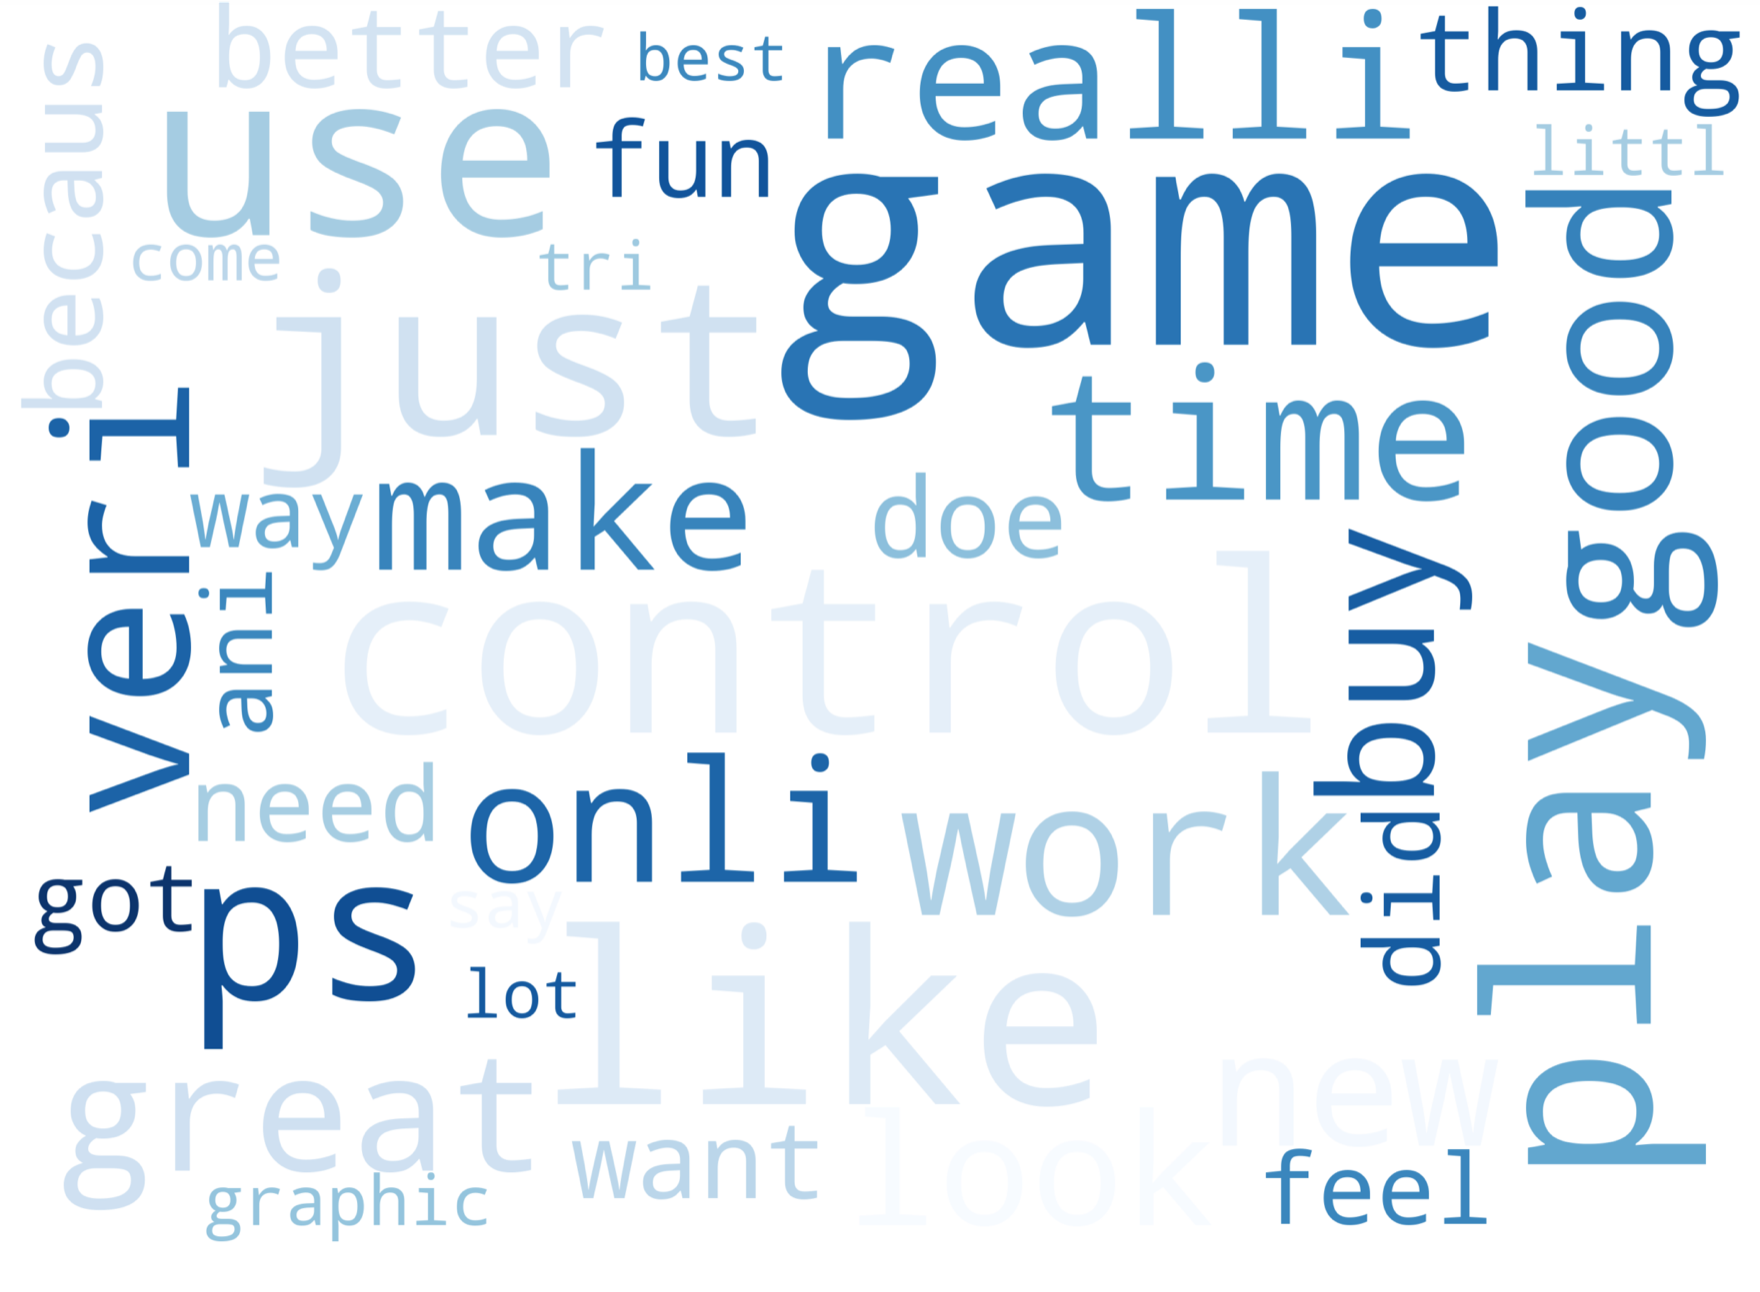 better
best
realli
thing
becaus
use
fun
littl
come
tri
game
just
good
time
veri
way
make
doe
ani
control
buy
play
need
onli
work
did
got
ps
say
like
lot
great
new
want
look
feel
graphic